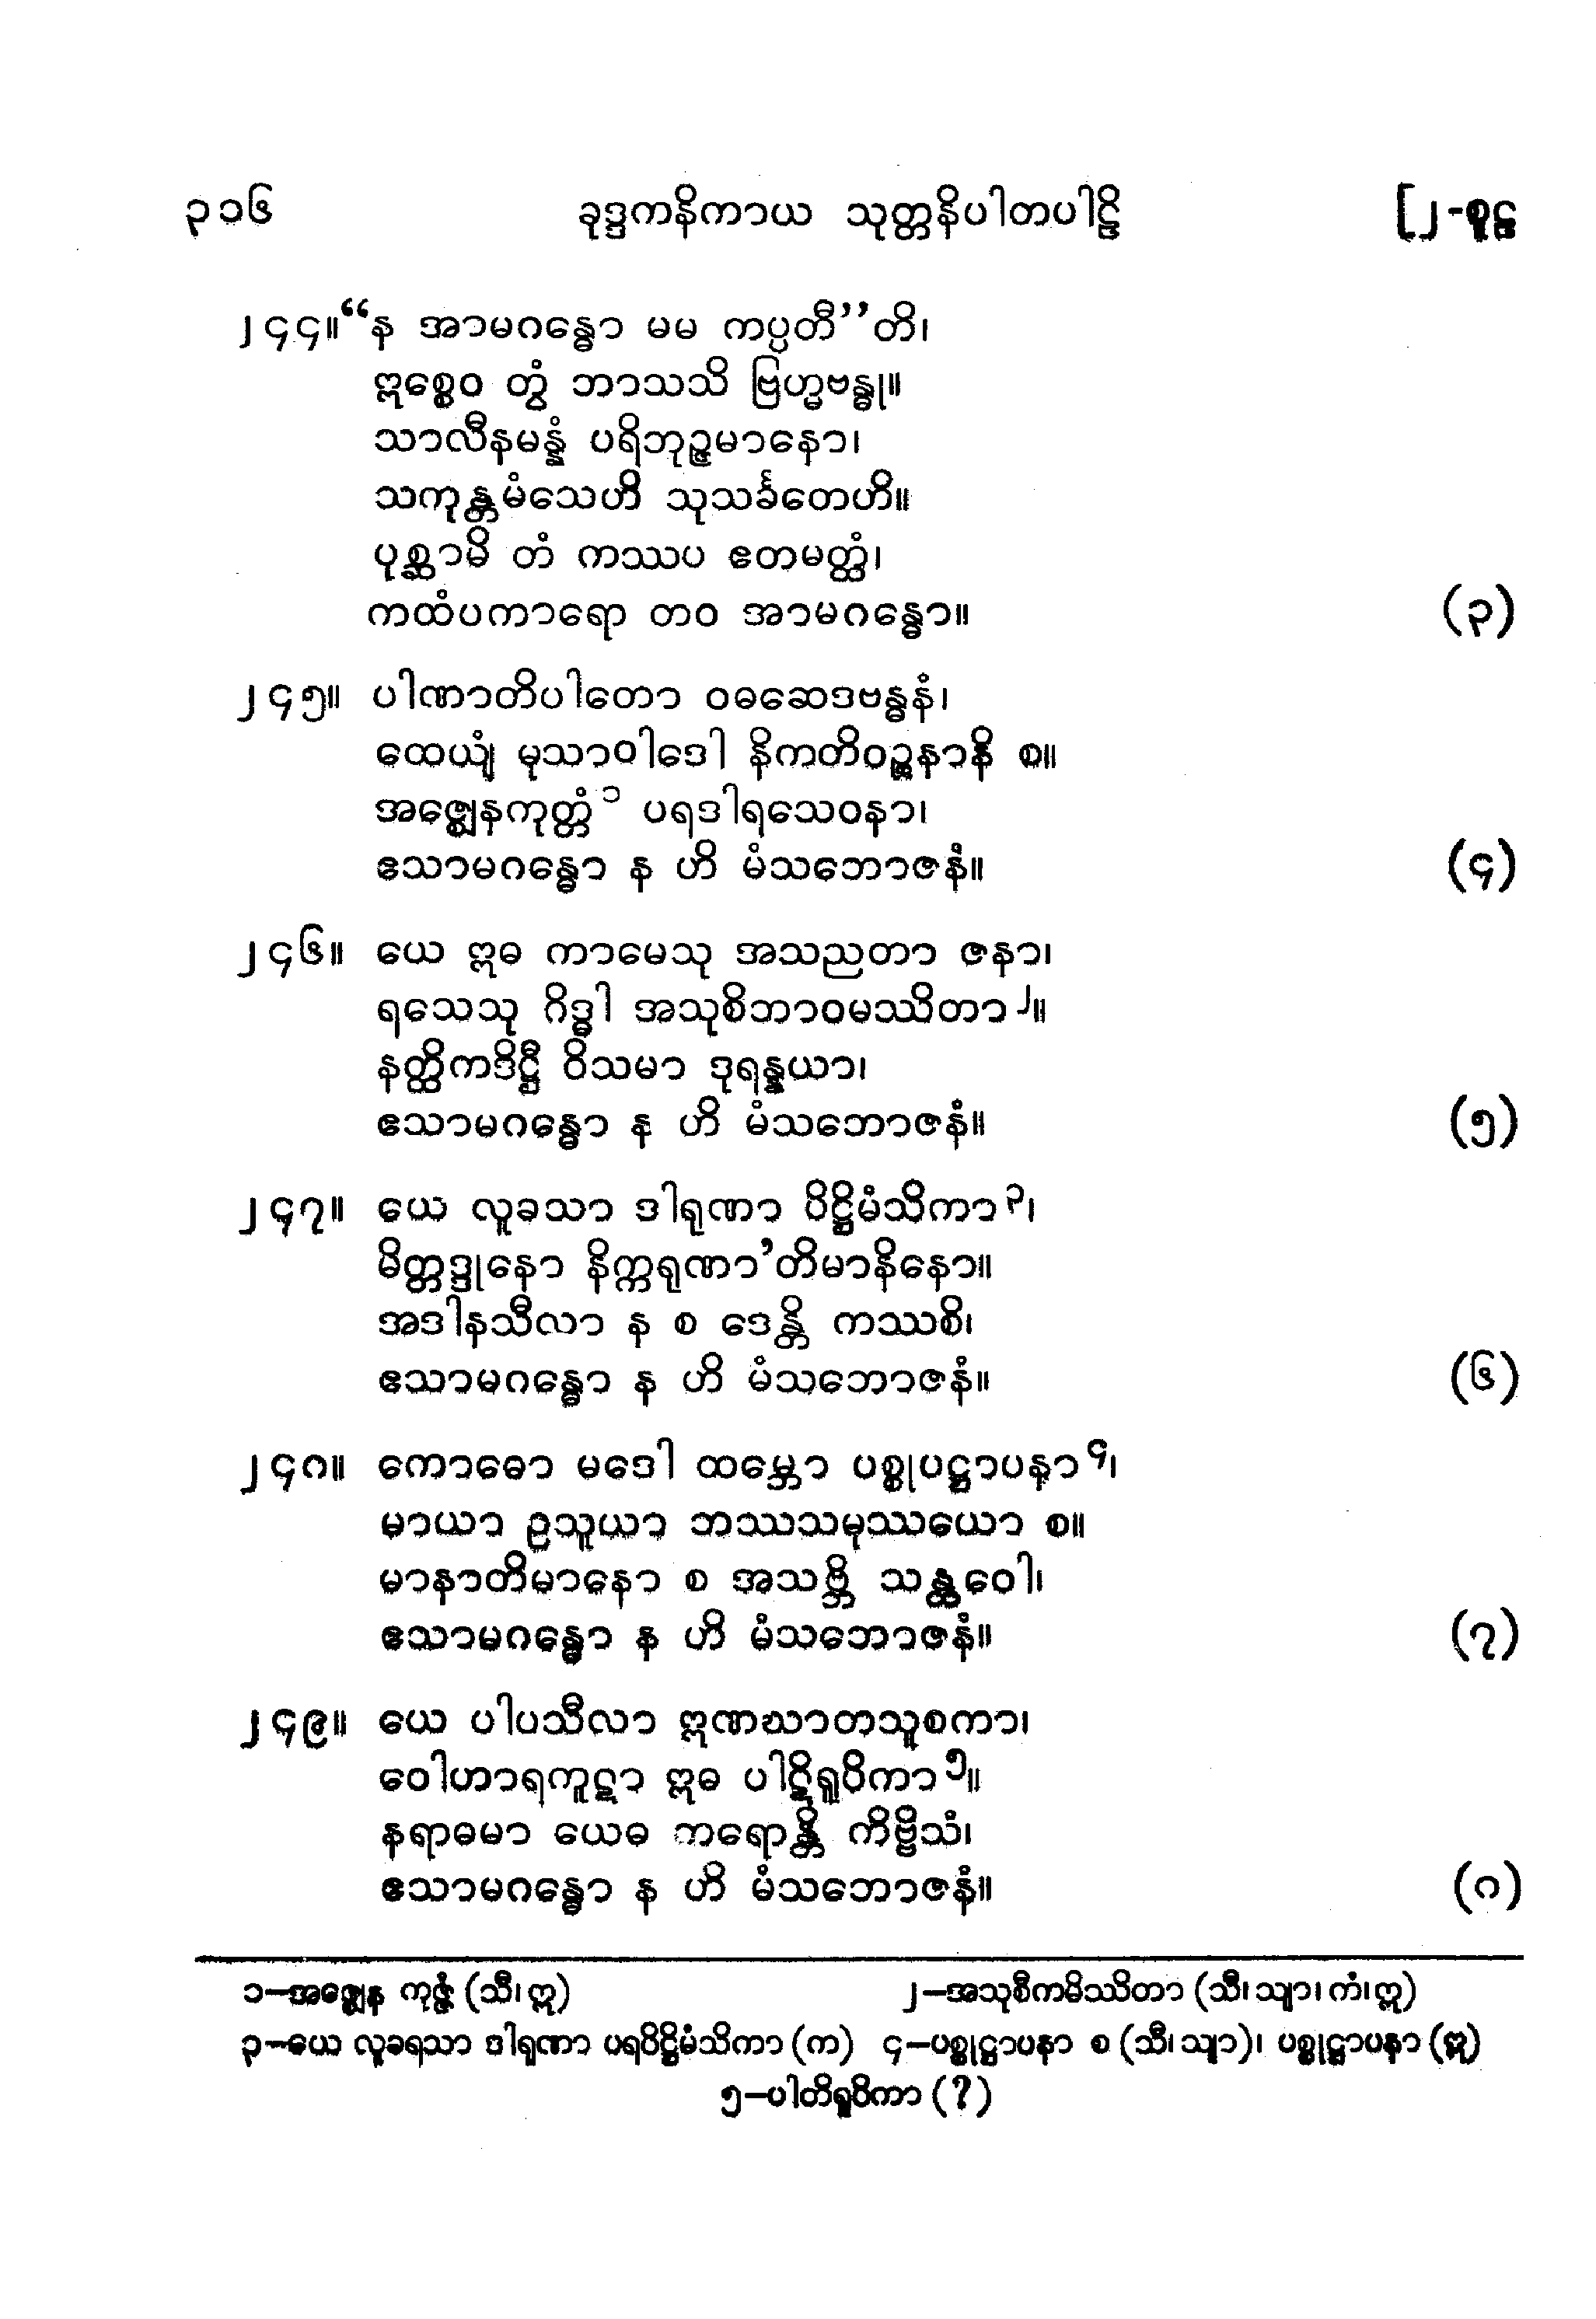 ၃၁၆ ခုဒ္ဒကနိကာယ သုတ္တနိပါတပါဠိ [၂-စူဠ
၂၄၄။“န အာမဂန္ဓော မမ ကပ္ပတီ”တိ၊
ဣစ္စေဝ တွံ ဘာသသိ ဗြဟ္မဗန္ဓု။
သာလီနမန္နံ ပရိဘုဉ္ဇမာနော၊
သကုန္တမံသေဟိ သုသင်္ခတေဟိ။
ပုစ္ဆာမိ တံ ကဿပ ဧတမတ္ထံ၊
ကထံပကာရော တဝ အာမဂန္ဓော။ (၃)
၂၄၅။ ပါဏာတိပါတော ဝဓဆေဒဗန္ဓနံ၊
ထေယျံ မုသာဝါဒေါ နိကတိဝဉ္စနာနိ စ။
အဇ္ဈေနကုတ္တံ၁ ပရဒါရသေဝနာ၊
ဧသာမဂန္ဓော န ဟိ မံသဘောဇနံ။ (၄)
၂၄၆။ ယေ ဣဓ ကာမေသု အသညတာ ဇနာ၊
ရသေသု ဂိဒ္ဓါ အသုစိဘာဝမဿိတာ၂။
နတ္ထိကဒိဋ္ဌီ ဝိသမာ ဒုရန္နယာ၊
ဧသာမဂန္ဓော န ဟိ မံသဘောဇနံ။ (၅)
၂၄၇။ ယေ လူခသာ ဒါရုဏာ ပိဋ္ဌိမံသိကာ၃၊
မိတ္တဒ္ဒုနော နိက္ကရုဏာ’တိမာနိနော။
အဒါနသီလာ န စ ဒေန္တိ ကဿစိ၊
ဧသာမဂန္ဓော န ဟိ မံသဘောဇနံ။ (၆)
၂၄၈။ ကောဓော မဒေါ ထမ္ဘော ပစ္စုပဋ္ဌာပနာ၄၊
မာယာ ဥသူယာ ဘဿသမုဿယော စ။
မာနာတိမာနော စ အသဗ္ဘိ သန္ထဝေါ၊
ဧသာမဂန္ဓော န ဟိ မံသဘောဇနံ။ (၇)
၂၄၉။ ယေ ပါပသီလာ ဣဏဃာတသူစကာ၊
ဝေါဟာရကူဋာ ဣဓ ပါဋိရူပိကာ၅။
နရာဓမာ ယေဓ ကရောန္တိ ကိဗ္ဗိသံ၊
ဧသာမဂန္ဓော န ဟိ မံသဘောဇနံ။ (၈)
၁–အဇ္ဈေန ကုဇ္ဇံ (သီ၊ ဣ) ၂–အသုစီကမိဿိတာ (သီ၊ သျာ၊ ကံ၊ ဣ)
၃–ယေ လူခရသာ ဒါရုဏာ ပရပိဋ္ဌိမံသိကာ (က) ၄–ပစ္စုဋ္ဌာပနာ စ (သီ၊ သျာ)၊ ပစ္စုဋ္ဌာပနာ (ဣ)
၅–ပါတိရူပိကာ (?)